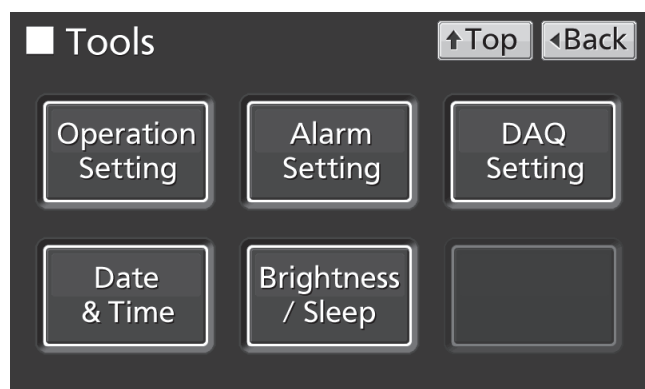 Tools
Top
Back
Operation
Setting
Alarm
Setting
DAQ
Setting
Date
& Time
Brightness
/ Sleep